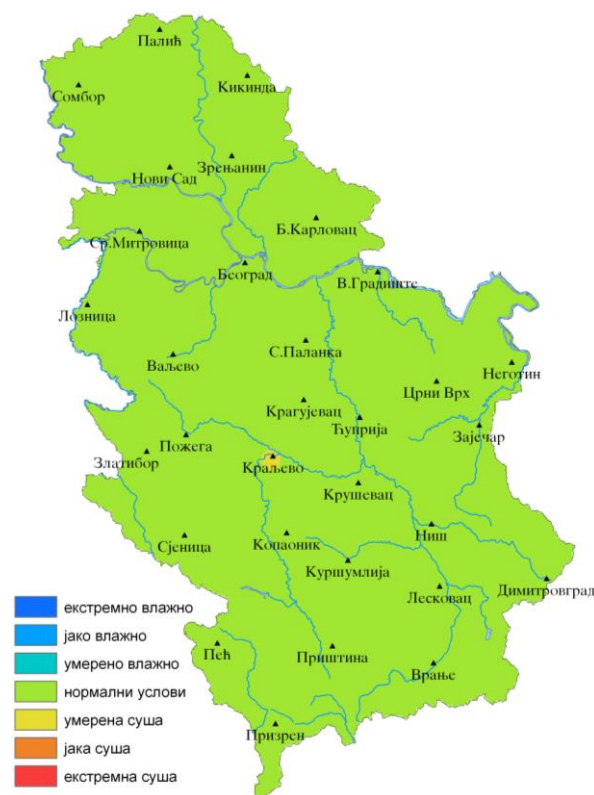 Палић
Сомбор
Кикинда
Зрењанин
Нови Сад
Б.Карловац
Ср.Митровица
Београд
В.Градиште
Лозница
С.Паланка
Ваљево
Неготин
Црни Врх
Крагујевац
Ћуприја
Зајечар
Пожега
Златибор
Краљево
Крушевац
Ниш
Копаоник
Сјеница
Куршумлија
Димитровград
Лесковац
Пећ
Приштина
Врање
Призрен
екстремно влажно
јако влажно
умерено влажно
нормални услови
умерена суша
јака суша
екстремна суша